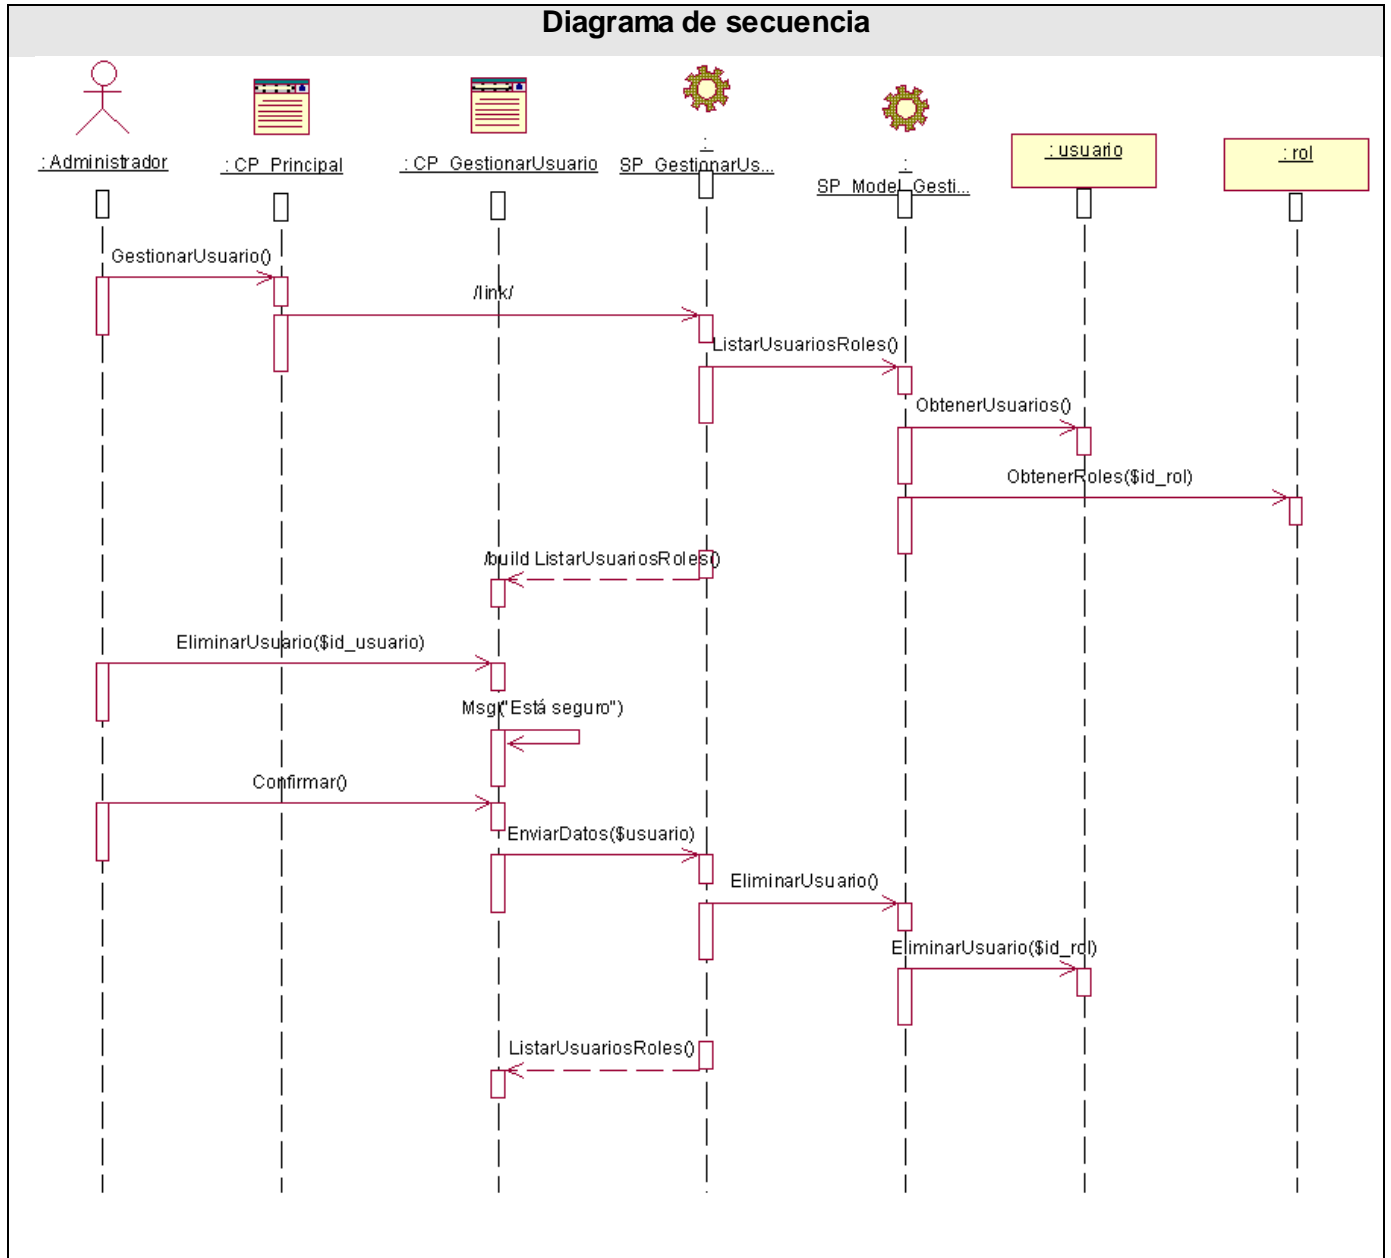 Diagrama de secuencia
: Administrador
: CP_Principal
: CP_GestionarUsuario
:
SP_GestionarUs...
:
SP_Model_Gesti...
: usuario
: rol
GestionarUsuario()
/link/
ListarUsuariosRoles()
ObtenerUsuarios()
ObtenerRoles($id_rol)
/build ListarUsuariosRoles()
EliminarUsuario($id_usuario)
Msg("Está seguro")
Confirmar()
EnviarDatos($usuario)
EliminarUsuario()
EliminarUsuario($id_rol)
ListarUsuariosRoles()